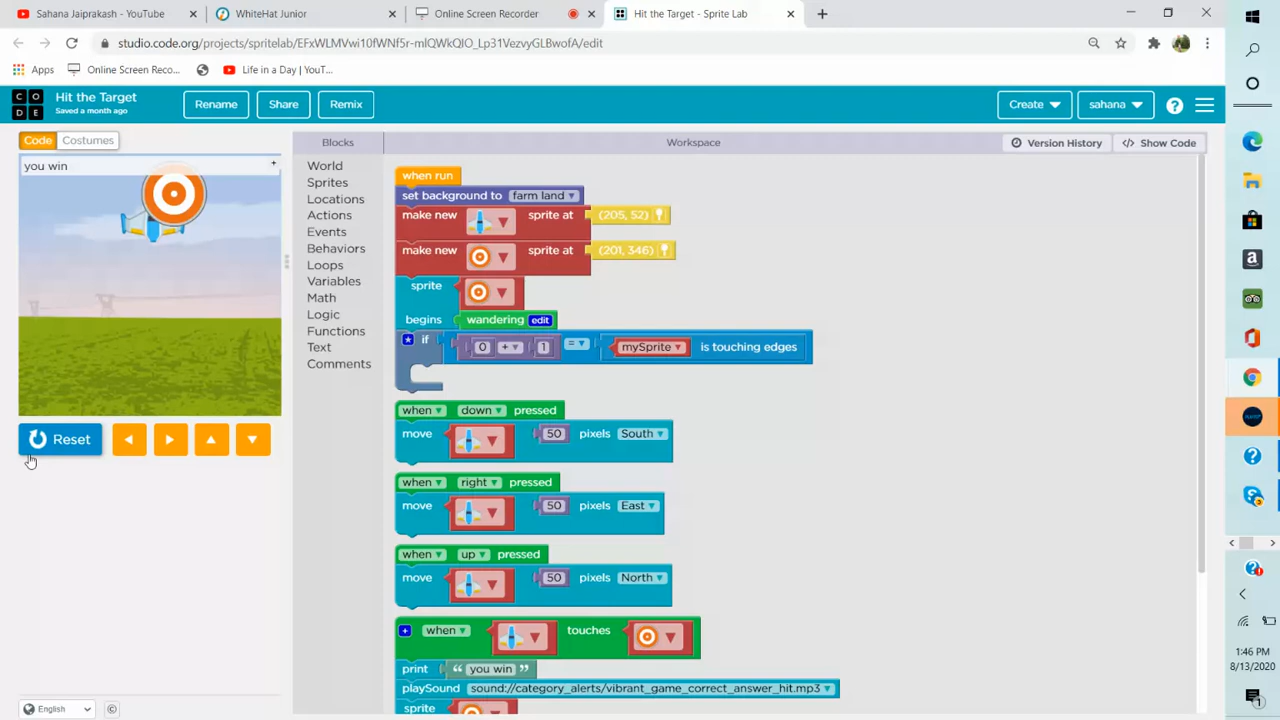 Sahana Jaiprakash - YouTube
WhiteHat Junior
Online Screen Recorder
Hit the Target - Sprite Lab
studio.code.org/projects/spritelab/EFxWLMVwi10fWNf5r-mlQWkQIO_Lp31VezvyGLBwofA/edit
Apps
Online Screen Reco...
Life in a Day | YouT...
CO
DE
Hit the Target
Saved a month ago
Rename
Share
Remix
Create
sahana
Code
Costumes
Blocks
Workspace
Version History
</> Show Code
you win
World
Sprites
Locations
Actions
Events
Behaviors
Loops
Variables
Math
Logic
Functions
Text
Comments
Reset
when run
set background to farm land
make new sprite at (205, 52)
make new sprite at (201, 346)
sprite
begins wandering edit
if 0 + 1 = mySprite is touching edges
when down pressed
move 50 pixels South
when right pressed
move 50 pixels East
when up pressed
move 50 pixels North
when touches
print “ you win ”
playSound sound://category_alerts/vibrant_game_correct_answer_hit.mp3
sprite
English
1:46 PM
8/13/2020